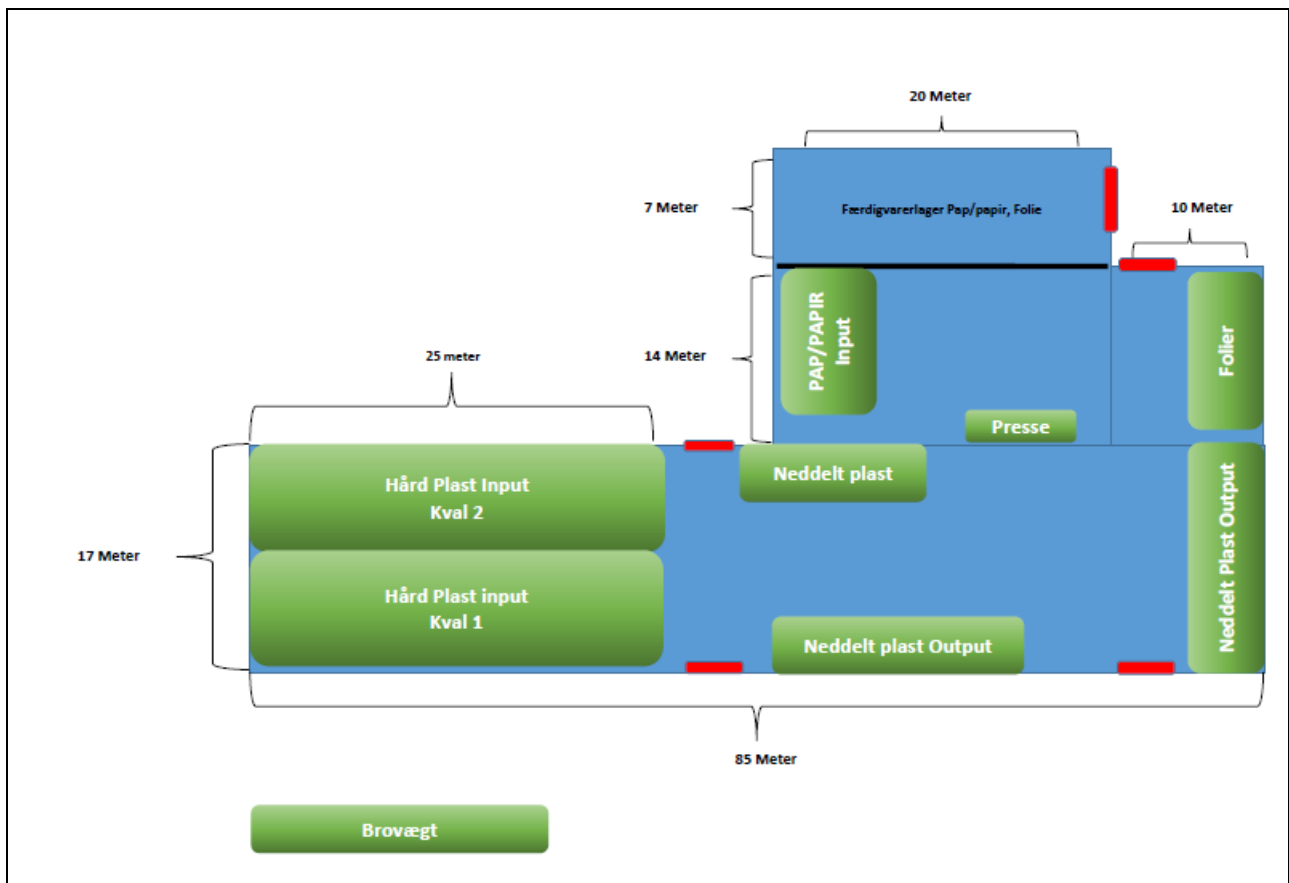 20 Meter
7 Meter
Færdigvarerlager Pap/papir, Folie
10 Meter
14 Meter
PAP/PAPIR
Input
Folier
25 meter
Presse
Hård Plast Input
Kval 2
Neddelt plast
17 Meter
Hård Plast input
Kval 1
Neddelt plast Output
Neddelt Plast Output
85 Meter
Brovægt